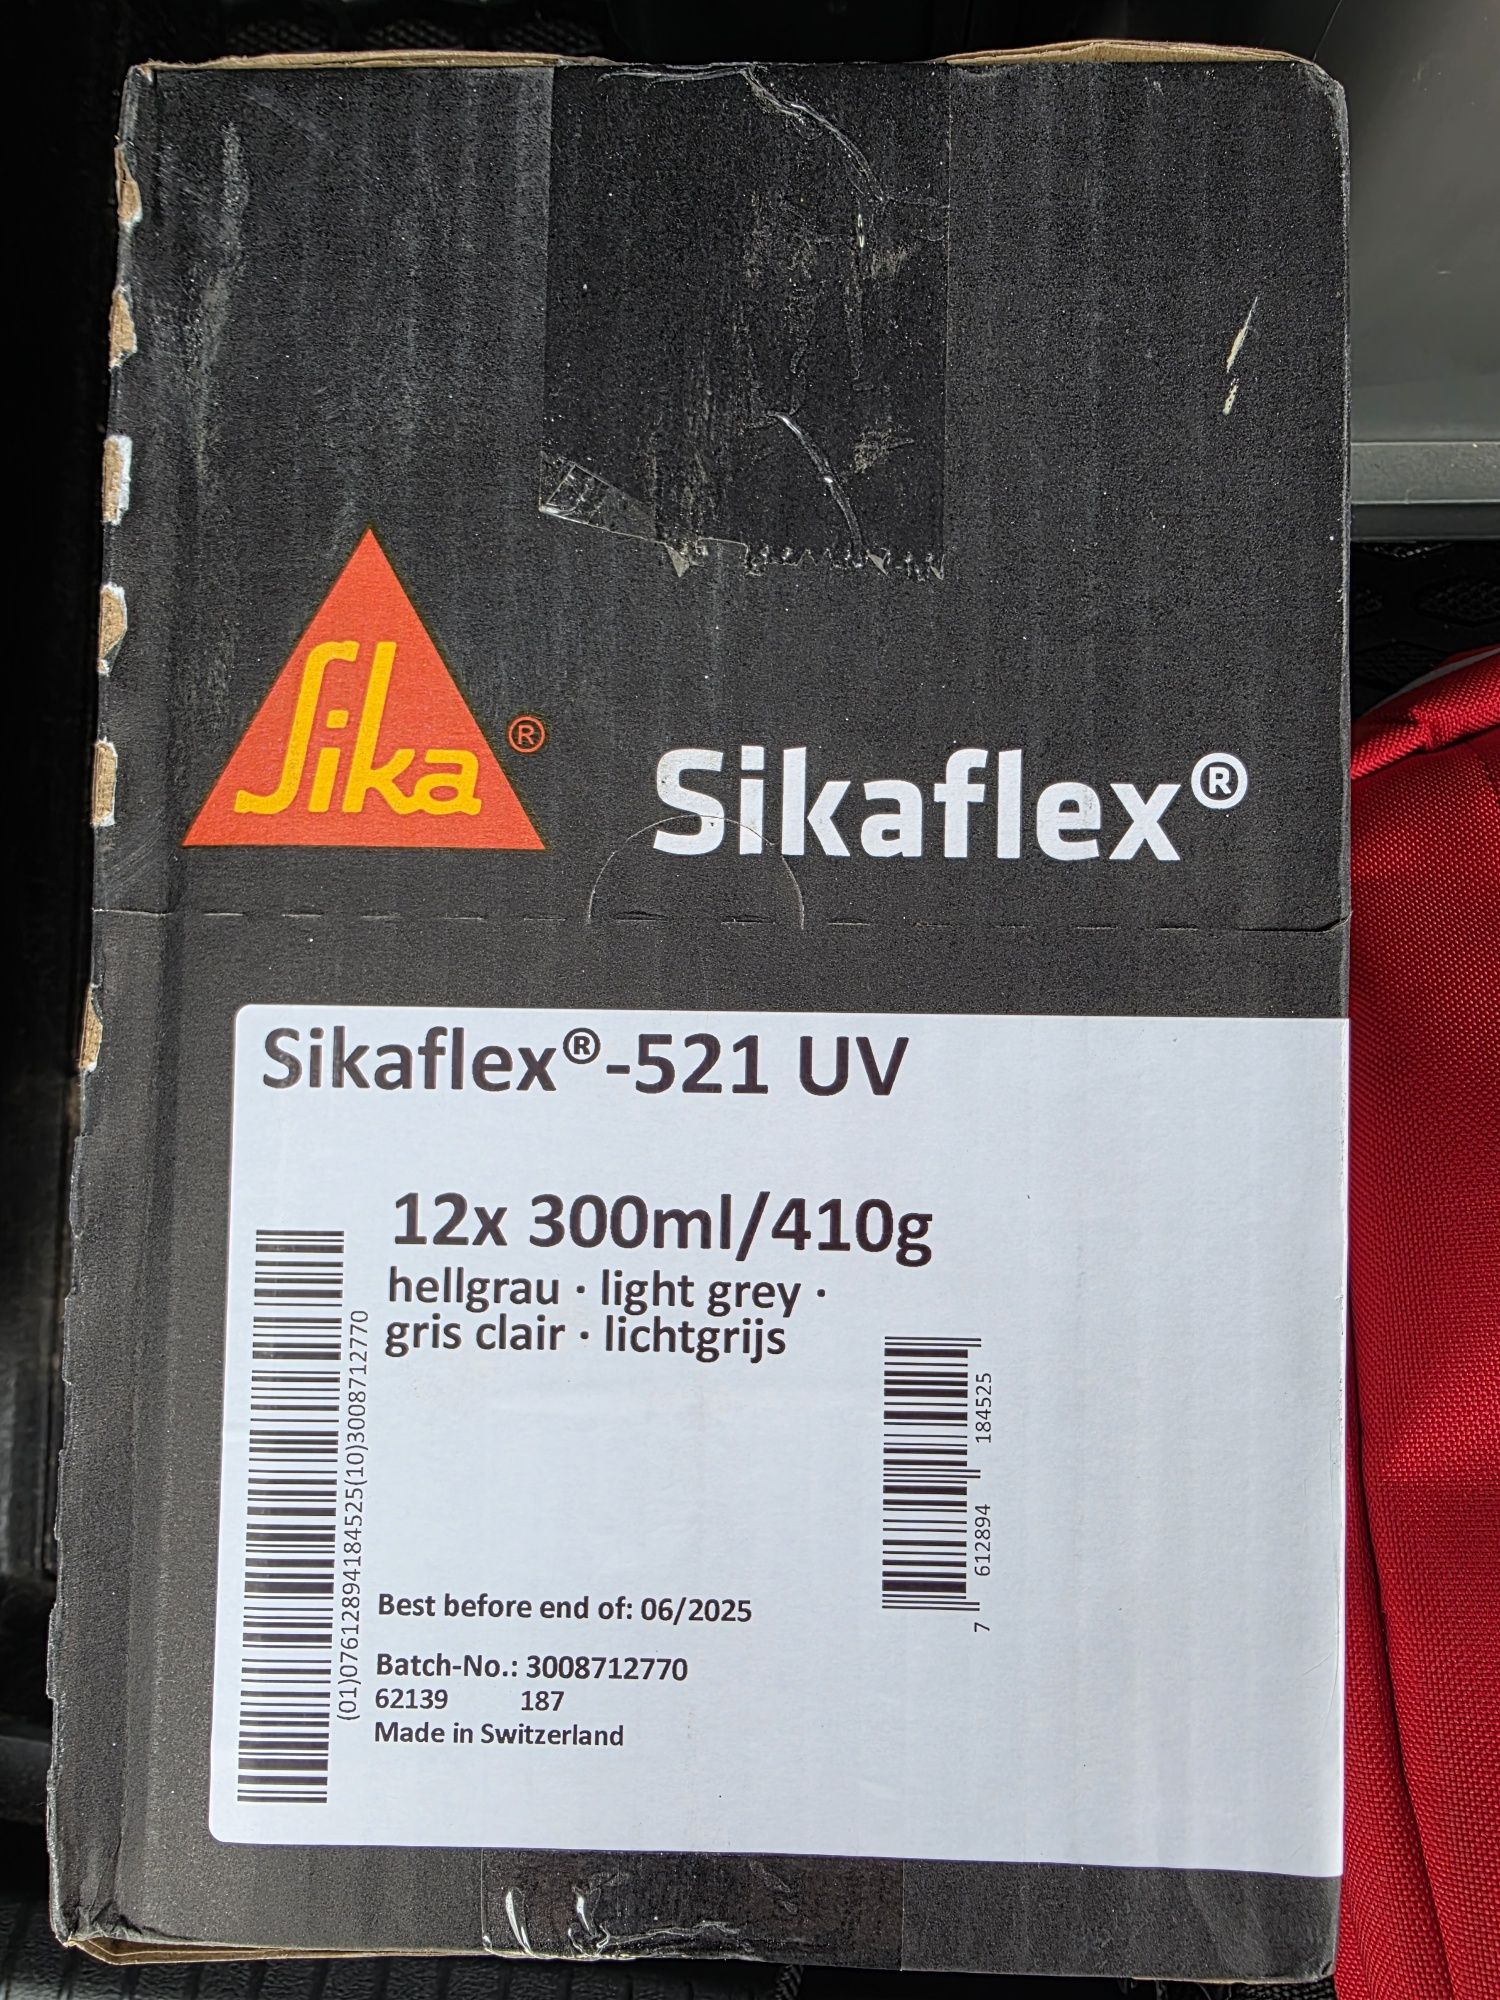 Sika®
Sikaflex®
Sikaflex®-521 UV
12x 300ml/410g
hellgrau · light grey ·
gris clair · lichtgrijs
(01)07612894184525(10)3008712770
7 612894 184525
Best before end of: 06/2025
Batch-No.: 3008712770
62139 187
Made in Switzerland